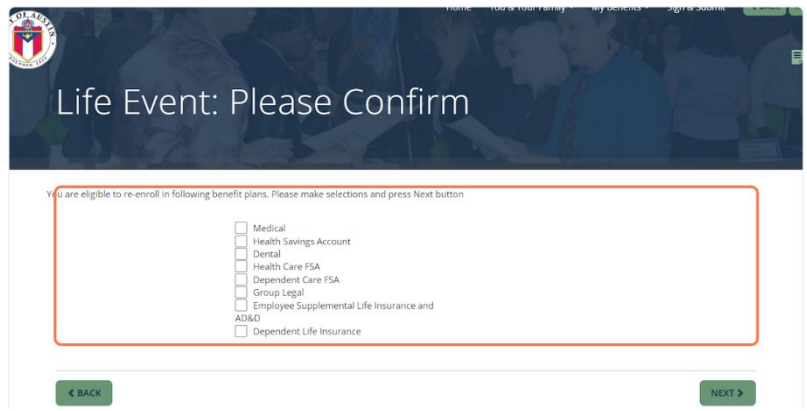 Home You & Your Family My Benefits Sign & Submit
Life Event: Please Confirm
You are eligible to re-enroll in following benefit plans. Please make selections and press Next button
Medical
Health Savings Account
Dental
Health Care FSA
Dependent Care FSA
Group Legal
Employee Supplemental Life Insurance and
AD&D
Dependent Life Insurance
BACK NEXT